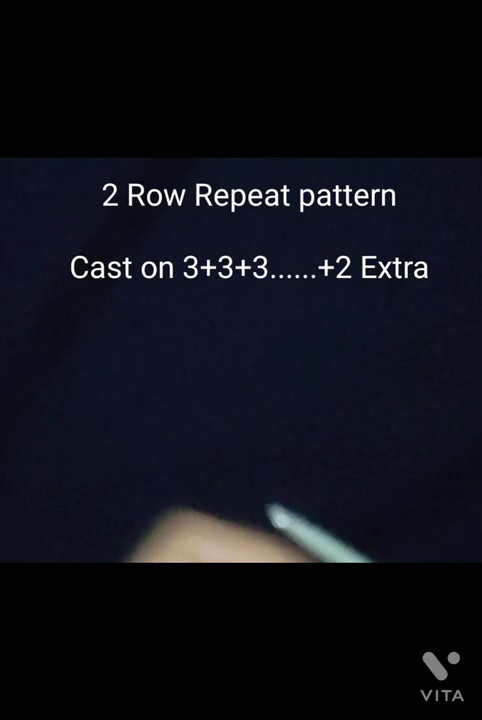 2 Row Repeat pattern
Cast on 3+3+3......+2 Extra
VITA